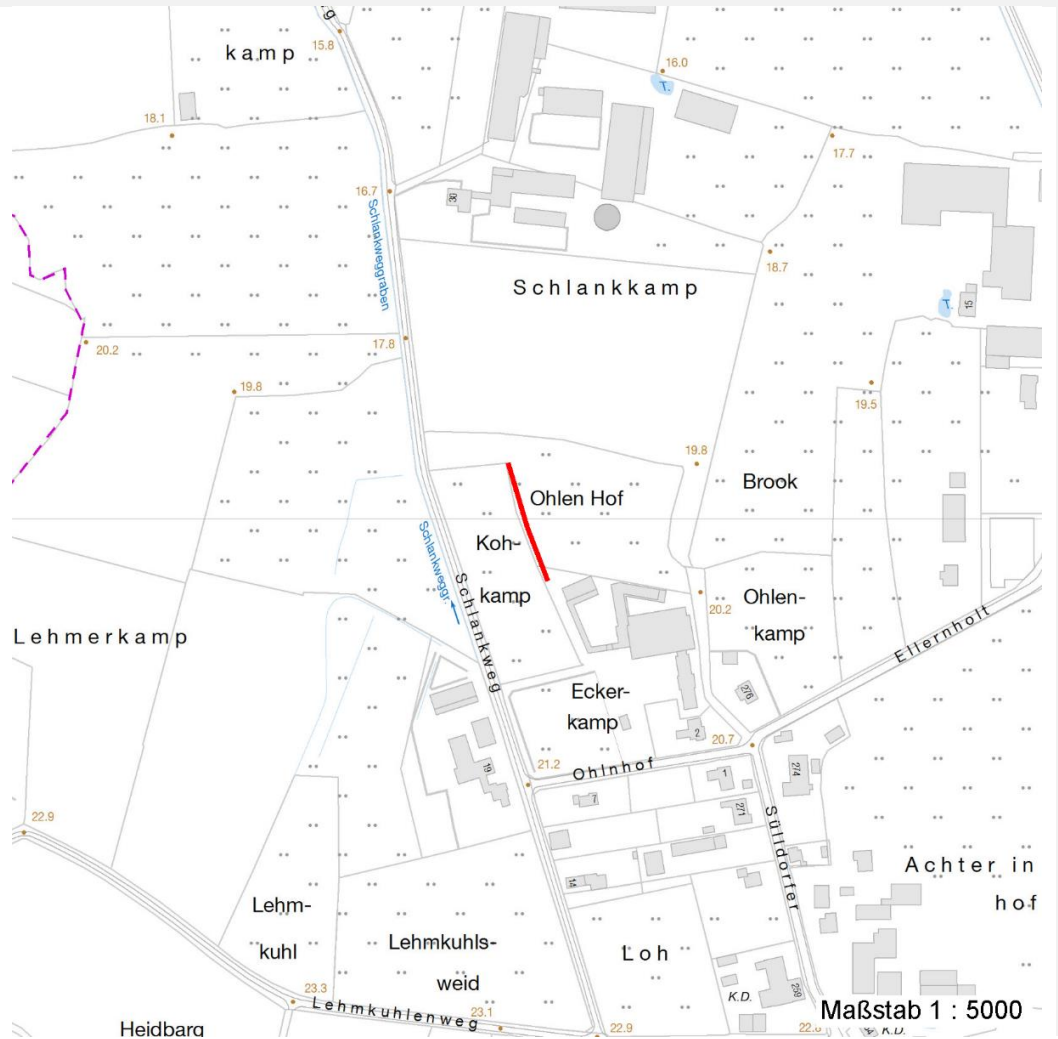 15.8
kamp
16.0
T.
18.1
17.7
16.7
30
Schlankweggraben
18.7
Schlankkamp
T.
15
17.8
20.2
19.8
19.5
19.8
Brook
Ohlen Hof
Koh-
kamp
Schlankweggr.
Schlankweg
20.2
Ohlen-
kamp
Ellernholt
Lehmerkamp
Ecker-
kamp
276
2
20.7
21.2
Ohlnhof
19
7
1
274
271
Sülldorfer
22.9
14
Achter in
hof
Lehm-
kuhl
Lehmkuhls-
weid
Loh
259
K.D.
23.3
Lehmkuhlenweg
23.1
22.9
Maßstab 1 : 5000
Heidbarg
K.D.